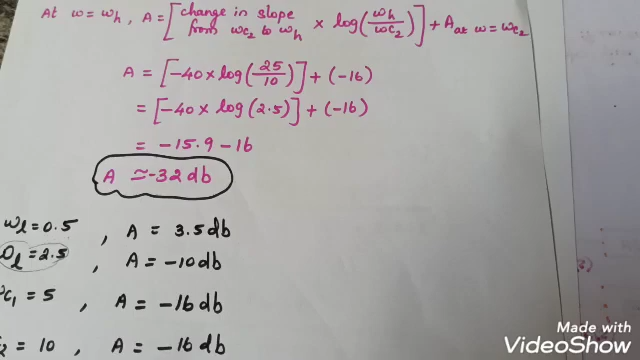 At ω = ωh, A = [change in slope from ωc2 to ωh × log(ωh/ωc2)] + A at ω = ωc2
A = [-40 × log(25/10)] + (-16)
= [-40 × log(2.5)] + (-16)
= -15.9 - 16
A ≃ -32 db
ωl = 0.5, A = 3.5 db
ωl = 2.5, A = -10 db
ωc1 = 5, A = -16 db
2 = 10, A = -16 db
Made with
VideoShow